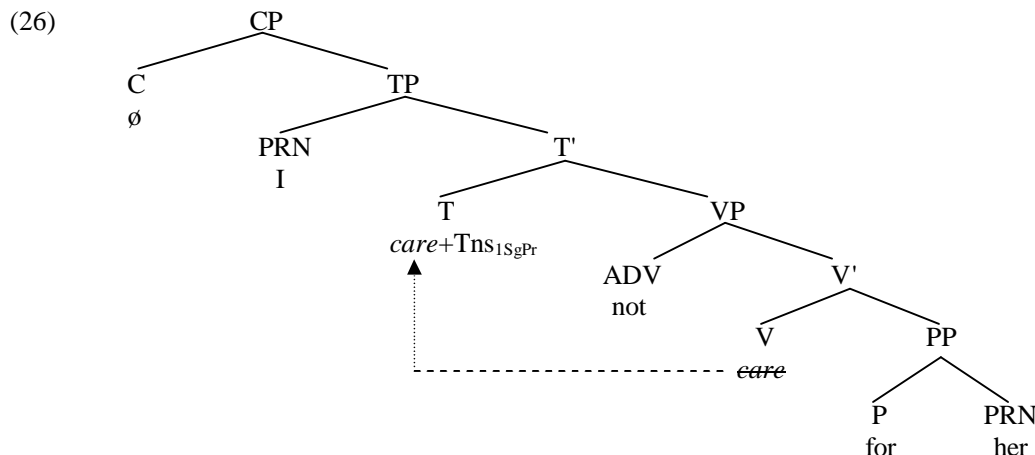 (26) CP
C TP
ø
PRN T'
I
T VP
care+Tns1SgPr
ADV V'
not
V PP
care
P PRN
for her